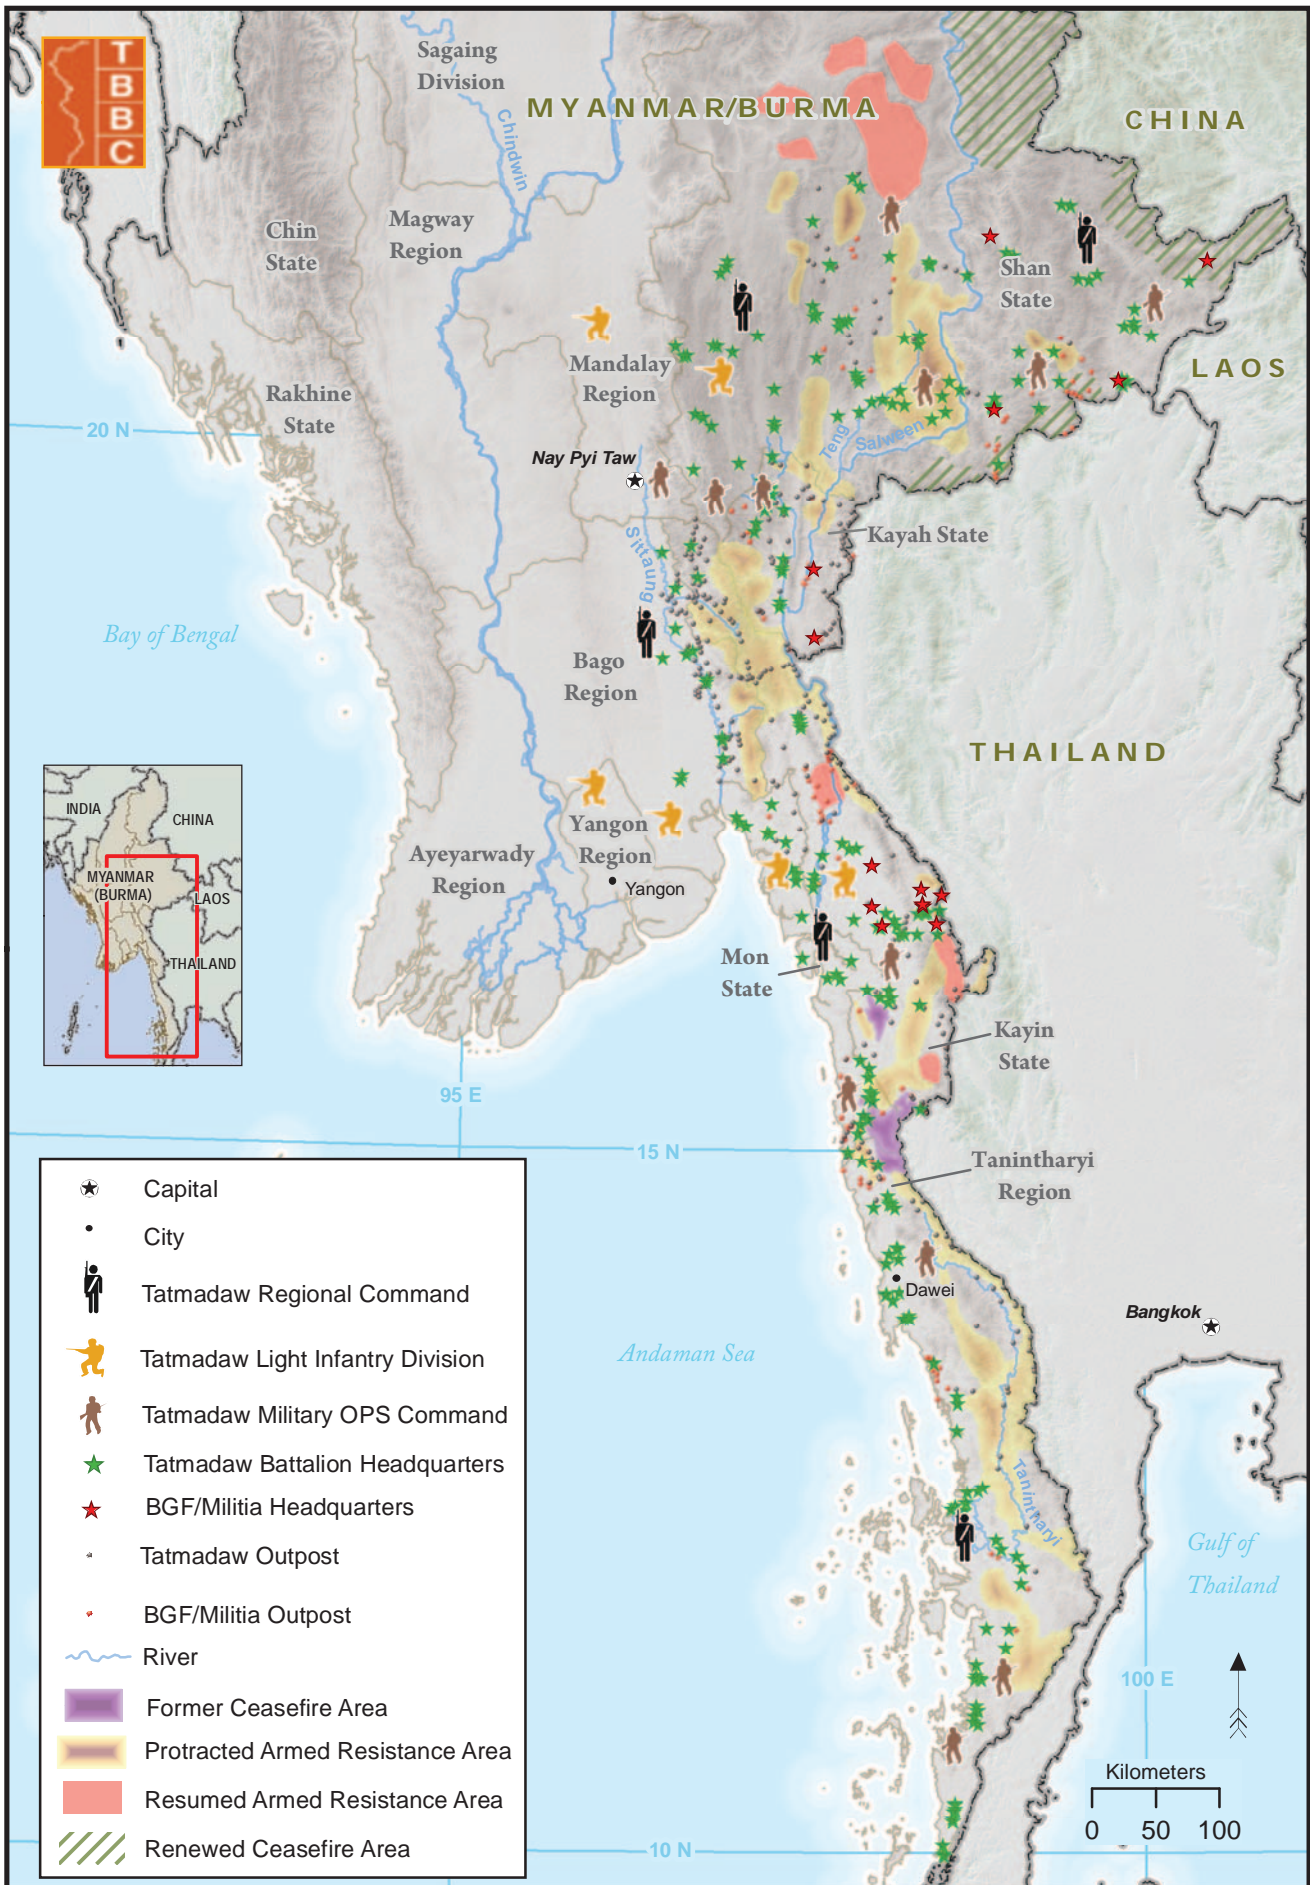 T
B
B
C
Sagaing
Division
MYANMAR/BURMA
CHINA
Chindwin
Chin
State
Magway
Region
Shan
State
Mandalay
Region
LAOS
Rakhine
State
20 N
Teng
Salween
Nay Pyi Taw
Kayah State
Sittaung
Bay of Bengal
Bago
Region
THAILAND
INDIA
CHINA
MYANMAR
(BURMA)
LAOS
THAILAND
Yangon
Region
Ayeyarwady
Region
Yangon
Mon
State
Kayin
State
95 E
15 N
Tanintharyi
Region
Dawei
Bangkok
Andaman Sea
Tanintharyi
Gulf of
Thailand
100 E
10 N
Capital
City
Tatmadaw Regional Command
Tatmadaw Light Infantry Division
Tatmadaw Military OPS Command
Tatmadaw Battalion Headquarters
BGF/Militia Headquarters
Tatmadaw Outpost
BGF/Militia Outpost
River
Former Ceasefire Area
Protracted Armed Resistance Area
Resumed Armed Resistance Area
Renewed Ceasefire Area
Kilometers
0 50 100